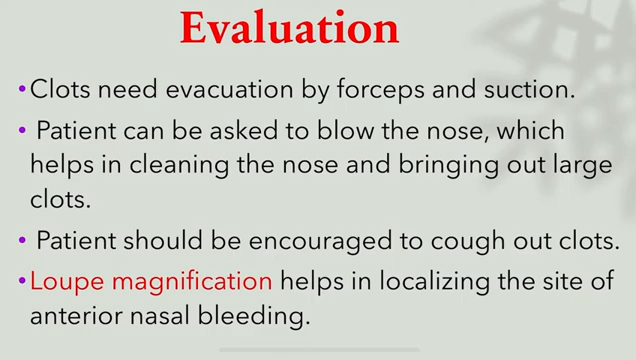 Evaluation
•Clots need evacuation by forceps and suction.
• Patient can be asked to blow the nose, which
helps in cleaning the nose and bringing out large
clots.
• Patient should be encouraged to cough out clots.
•Loupe magnification helps in localizing the site of
anterior nasal bleeding.